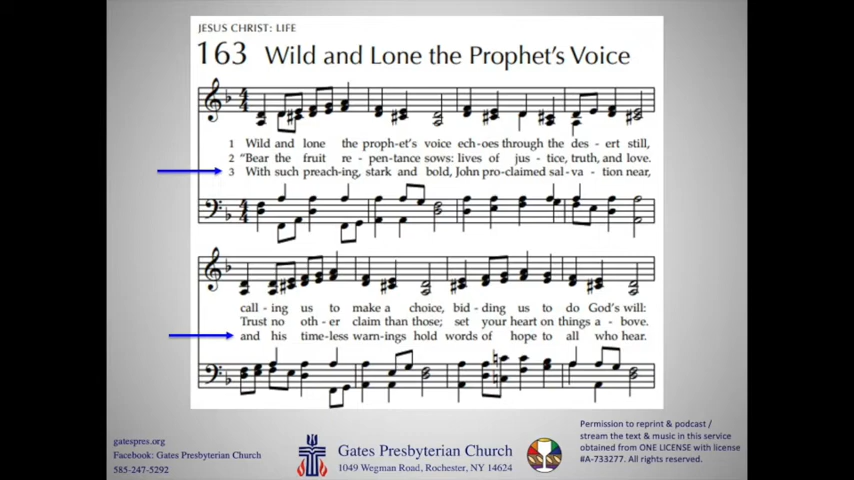 JESUS CHRIST: LIFE
163 Wild and Lone the Prophet's Voice
1 Wild and lone the proph-et's voice ech-oes through the des - ert still,
2 "Bear the fruit re - pen-tance sows: lives of jus - tice, truth, and love.
3 With such preach-ing, stark and bold, John pro-claimed sal-va - tion near,
call - ing us to make a choice, bid - ding us to do God's will:
Trust no oth - er claim than those; set your heart on things a - bove.
and his time-less warn-ings hold words of hope to all who hear.
gatespres.org
Facebook: Gates Presbyterian Church
585-247-5292
Gates Presbyterian Church
1049 Wegman Road, Rochester, NY 14624
Permission to reprint & podcast /
stream the text & music in this service
obtained from ONE LICENSE with license
#A-733277. All rights reserved.